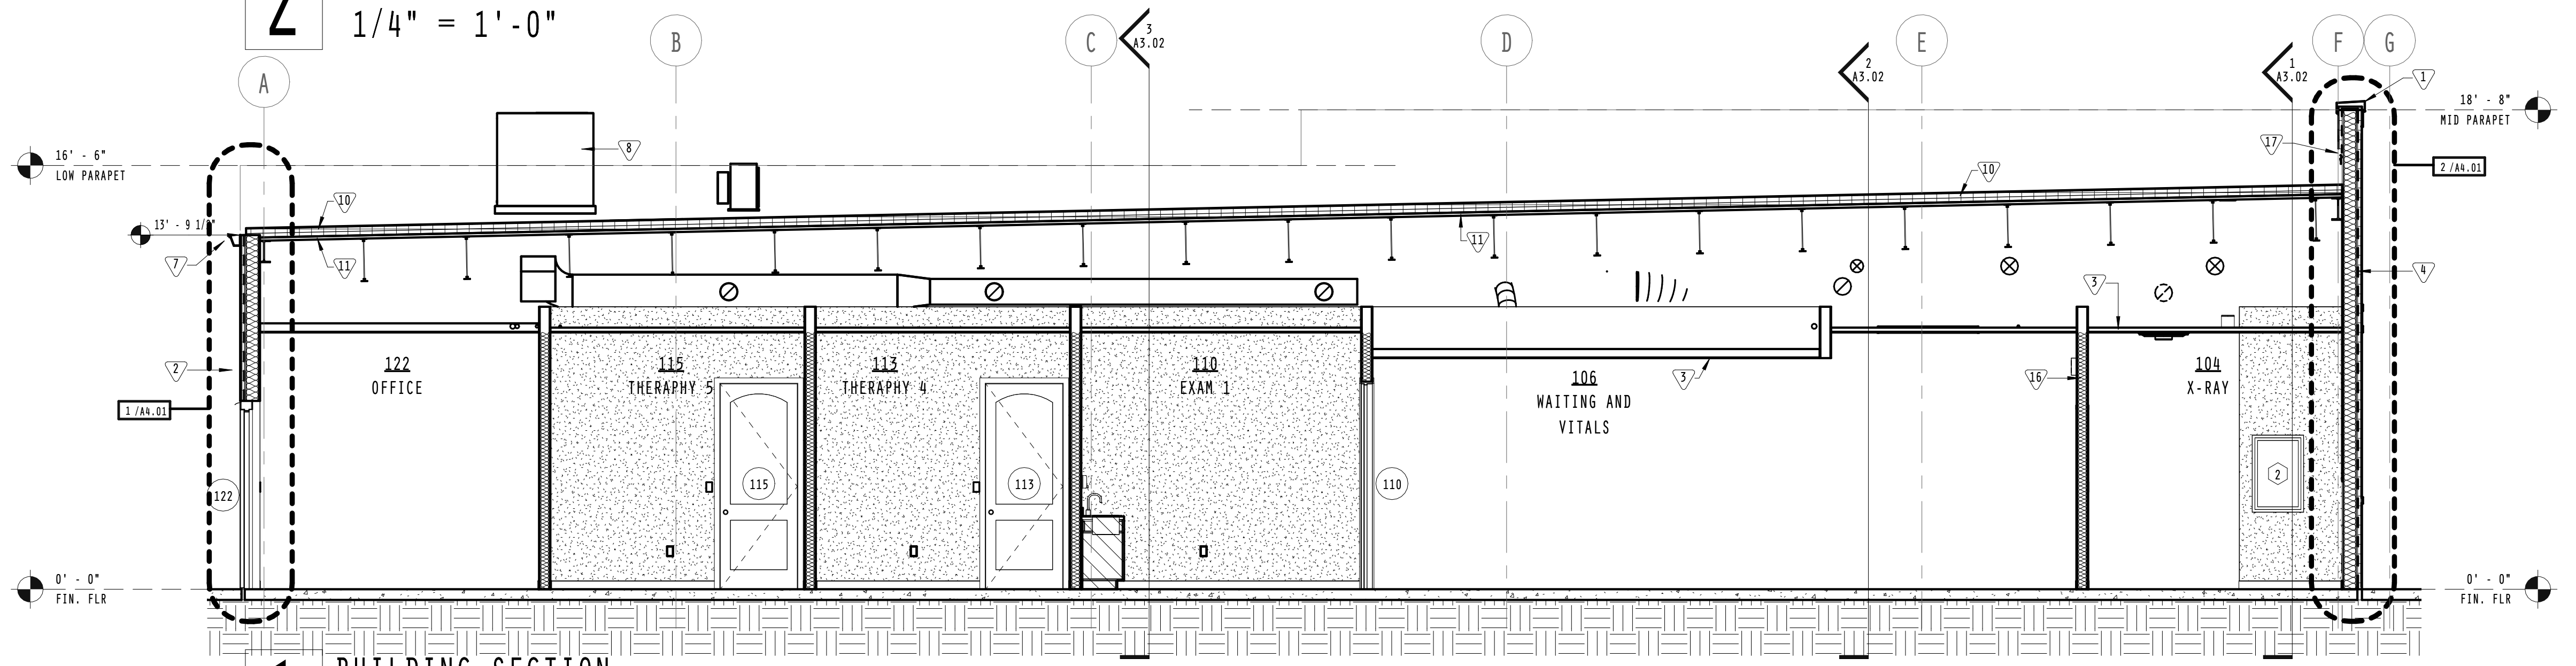 2
1/4" = 1'-0"
A
B
C
3
A3.02
D
2
A3.02
E
1
A3.02
F
G
1
18' - 8"
MID PARAPET
16' - 6"
LOW PARAPET
8
17
2 /A4.01
10
10
13' - 9 1/2"
7
11
11
3
4
2
122
OFFICE
115
THERAPHY 5
113
THERAPHY 4
110
EXAM 1
106
WAITING AND
VITALS
3
16
104
X-RAY
1 /A4.01
122
115
113
110
2
0' - 0"
FIN. FLR
0' - 0"
FIN. FLR
1
BUILDING SECTION